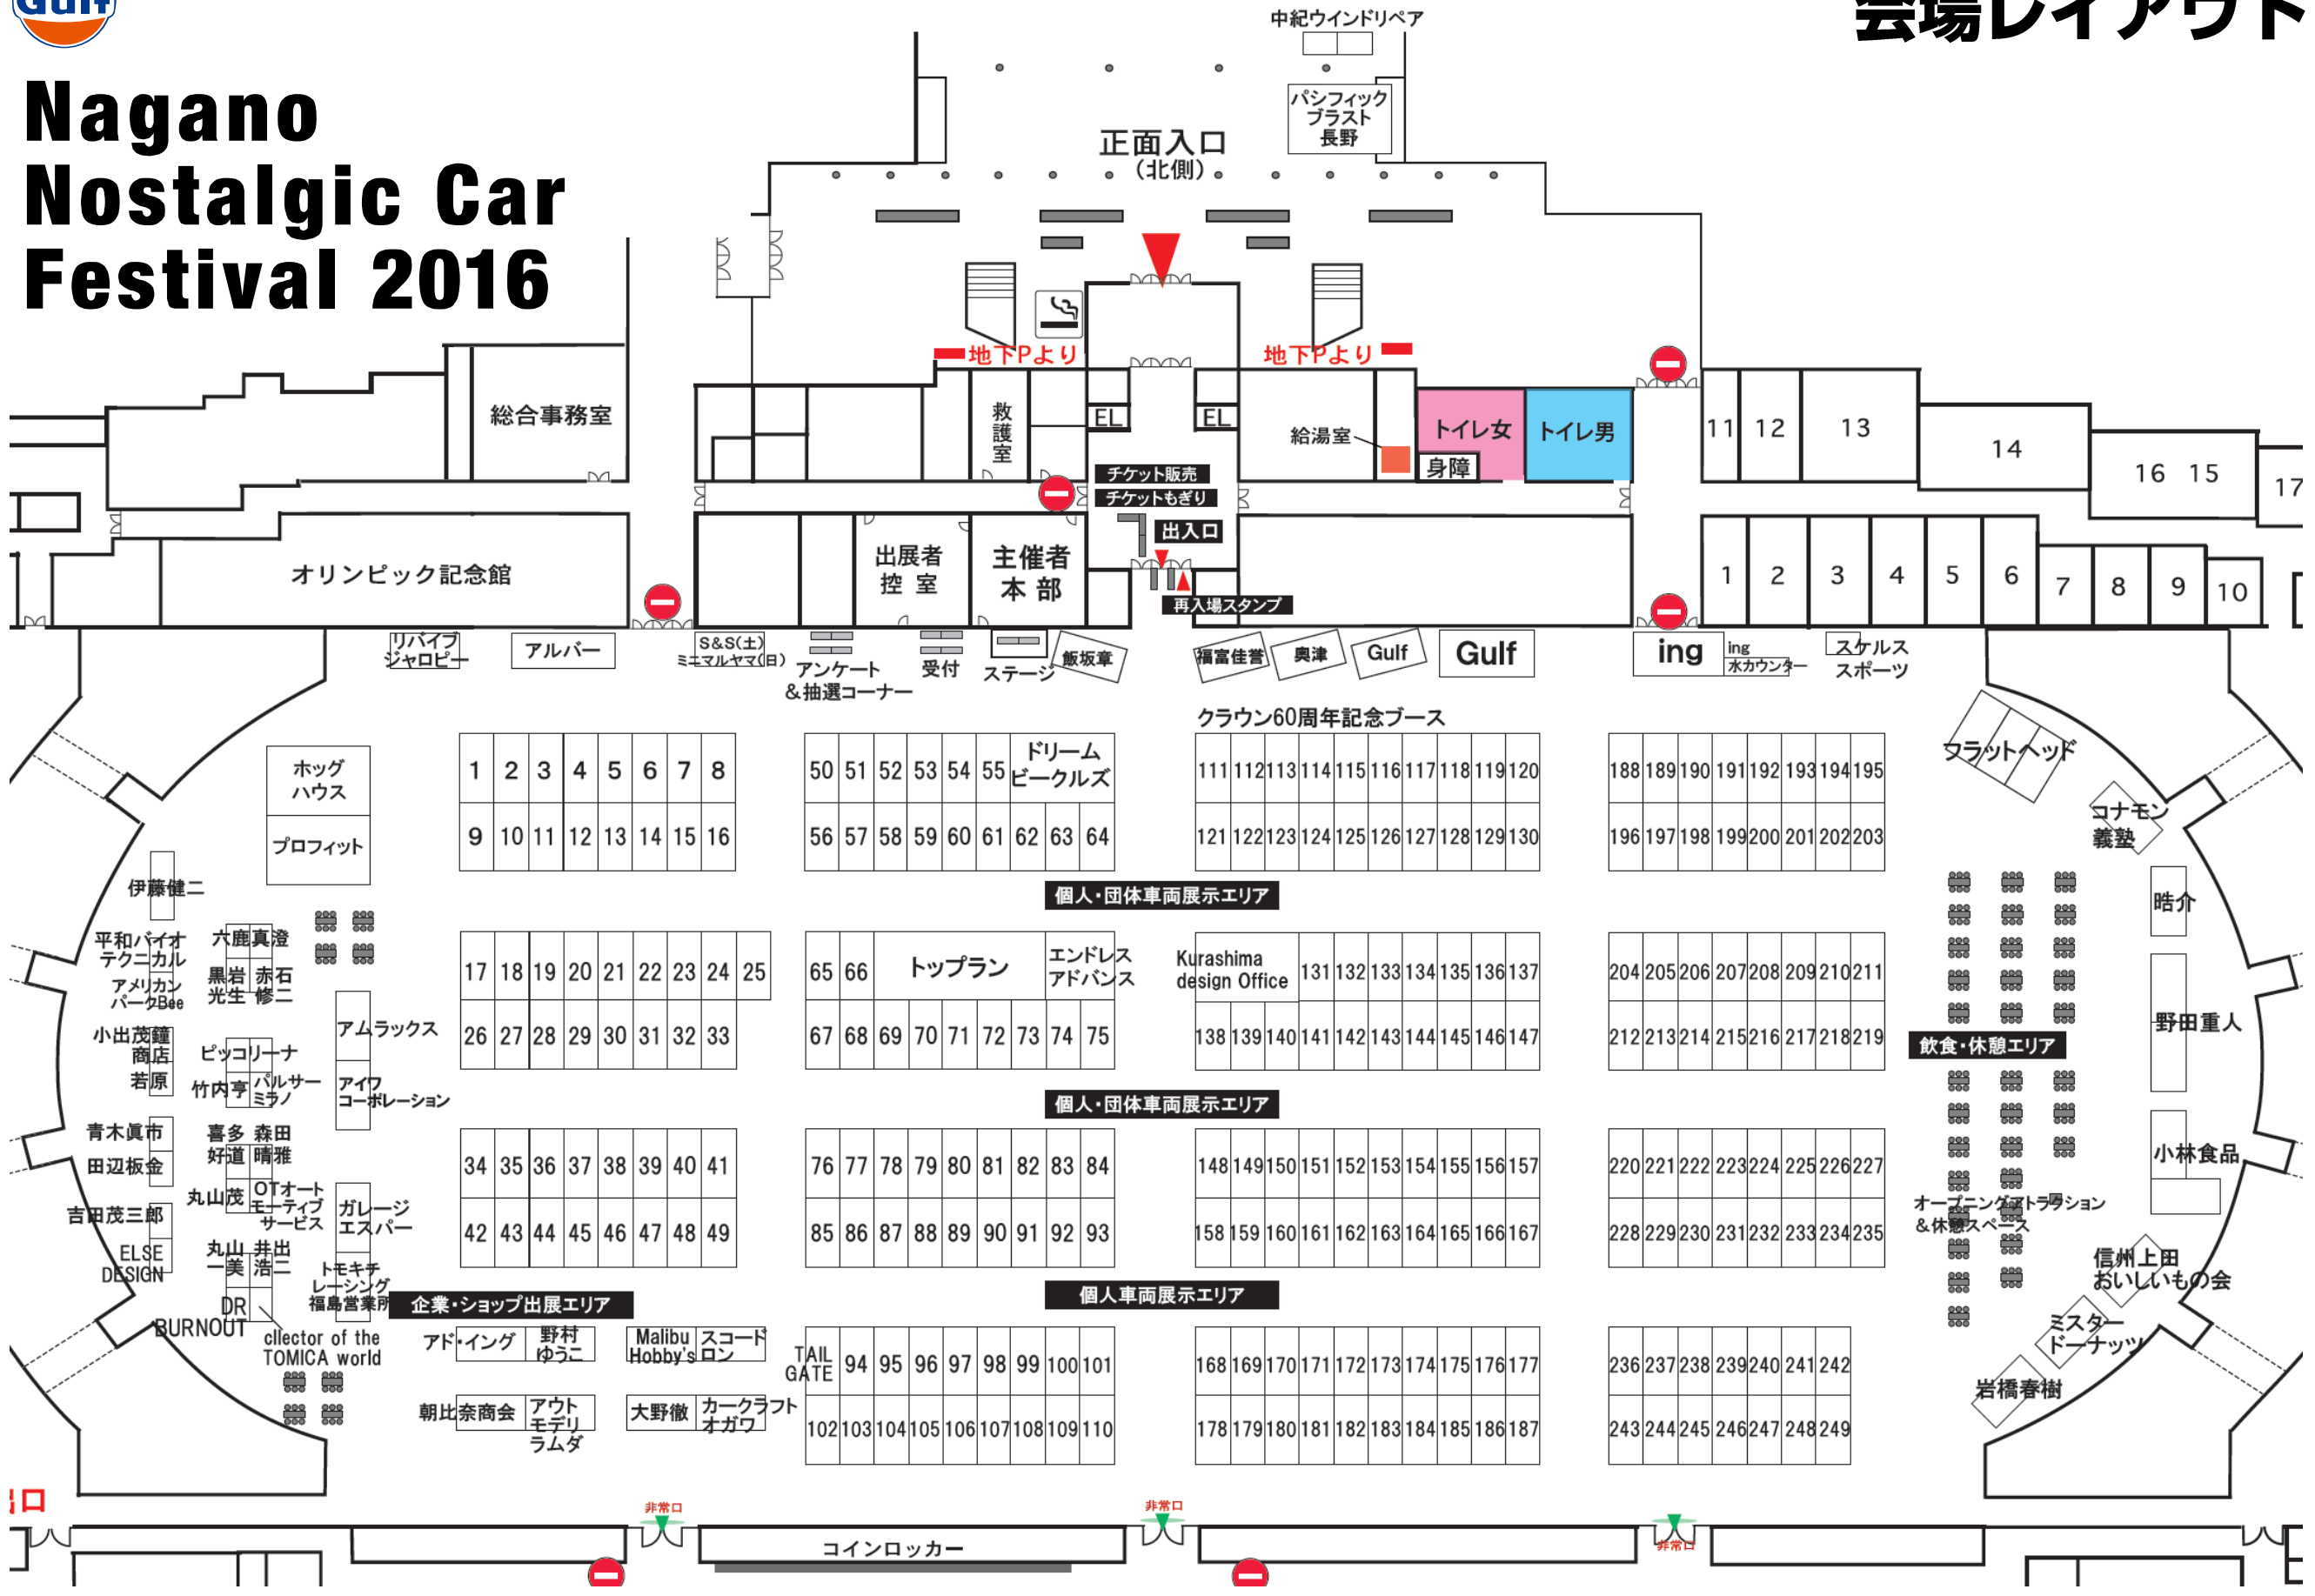 Gulf
会場レイアウト
Nagano
Nostalgic Car
Festival 2016
中紀ウインドリペア
パシフィック
ブラスト
長野
正面入口
（北側）
地下Pより
地下Pより
総合事務室
救護室
EL
EL
給湯室
トイレ女
トイレ男
身障
11 12 13 14 16 15 17
チケット販売
チケットもぎり
出入口
再入場スタンプ
オリンピック記念館
出展者
控 室
主催者
本 部
1 2 3 4 5 6 7 8 9 10
リバイブ
ジャロピー
アルバー
S&S(土)
ミニマルヤマ(日)
アンケート
&抽選コーナー
受付
ステージ
飯坂章
福富佳誉
奥津
Gulf
Gulf
ing
ing
水カウンター
スケルス
スポーツ
クラウン60周年記念ブース
ホッグ
ハウス
プロフィット
1 2 3 4 5 6 7 8
9 10 11 12 13 14 15 16
50 51 52 53 54 55
ドリーム
ビークルズ
56 57 58 59 60 61 62 63 64
111 112 113 114 115 116 117 118 119 120
121 122 123 124 125 126 127 128 129 130
188 189 190 191 192 193 194 195
196 197 198 199 200 201 202 203
フラットヘッド
コナモン
義塾
個人・団体車両展示エリア
伊藤健二
平和バイオ
テクニカル
アメリカン
パークBee
六鹿真澄
黒岩
光生
赤石
修二
小出茂鐘
商店
若原
ピッコリーナ
竹内亨
パルサー
ミラノ
アムラックス
アイワ
コーポレーション
17 18 19 20 21 22 23 24 25
26 27 28 29 30 31 32 33
65 66
トップラン
エンドレス
アドバンス
67 68 69 70 71 72 73 74 75
Kurashima
design Office
131 132 133 134 135 136 137
138 139 140 141 142 143 144 145 146 147
204 205 206 207 208 209 210 211
212 213 214 215 216 217 218 219
晧介
野田重人
飲食・休憩エリア
個人・団体車両展示エリア
青木眞市
田辺板金
喜多
好道
森田
晴雅
丸山茂
OTオート
モーティブ
サービス
吉田茂三郎
ELSE
DESIGN
丸山
一美
井出
浩二
DR
BURNOUT
cllector of the
TOMICA world
ガレージ
エスパー
トモキチ
レーシング
福島営業所
34 35 36 37 38 39 40 41
42 43 44 45 46 47 48 49
76 77 78 79 80 81 82 83 84
85 86 87 88 89 90 91 92 93
148 149 150 151 152 153 154 155 156 157
158 159 160 161 162 163 164 165 166 167
220 221 222 223 224 225 226 227
228 229 230 231 232 233 234 235
小林食品
オープニングアトラクション
&休憩スペース
信州上田
おいしいもの会
ミスター
ドーナッツ
岩橋春樹
企業・ショップ出展エリア
個人車両展示エリア
アド・イング
野村
ゆうこ
Malibu
Hobby's
スコード
ロン
朝比奈商会
アウト
モデリ
ラムダ
大野徹
カークラフト
オガワ
TAIL
GATE
94 95 96 97 98 99 100 101
102 103 104 105 106 107 108 109 110
168 169 170 171 172 173 174 175 176 177
178 179 180 181 182 183 184 185 186 187
236 237 238 239 240 241 242
243 244 245 246 247 248 249
非常口
非常口
非常口
コインロッカー